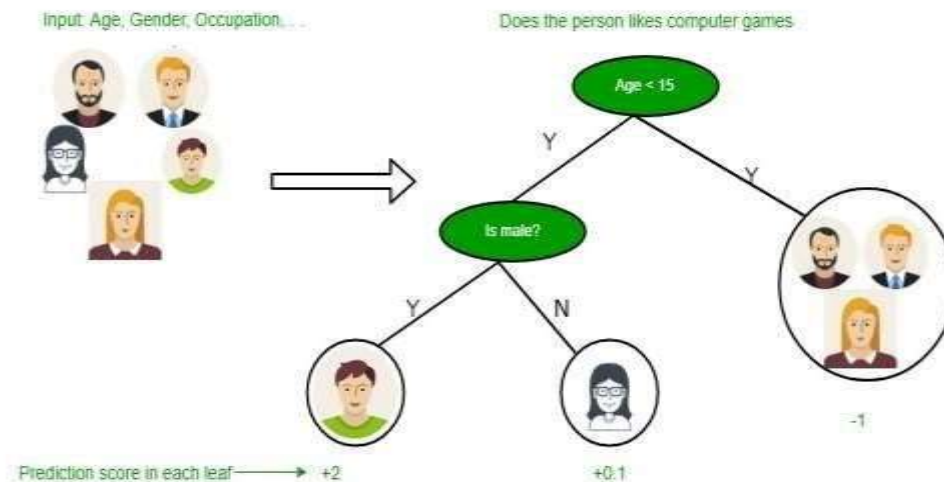 Input: Age, Gender, Occupation. . .
Does the person likes computer games
Age < 15
Y
Y
Is male?
Y
N
-1
Prediction score in each leaf
+2
+0.1